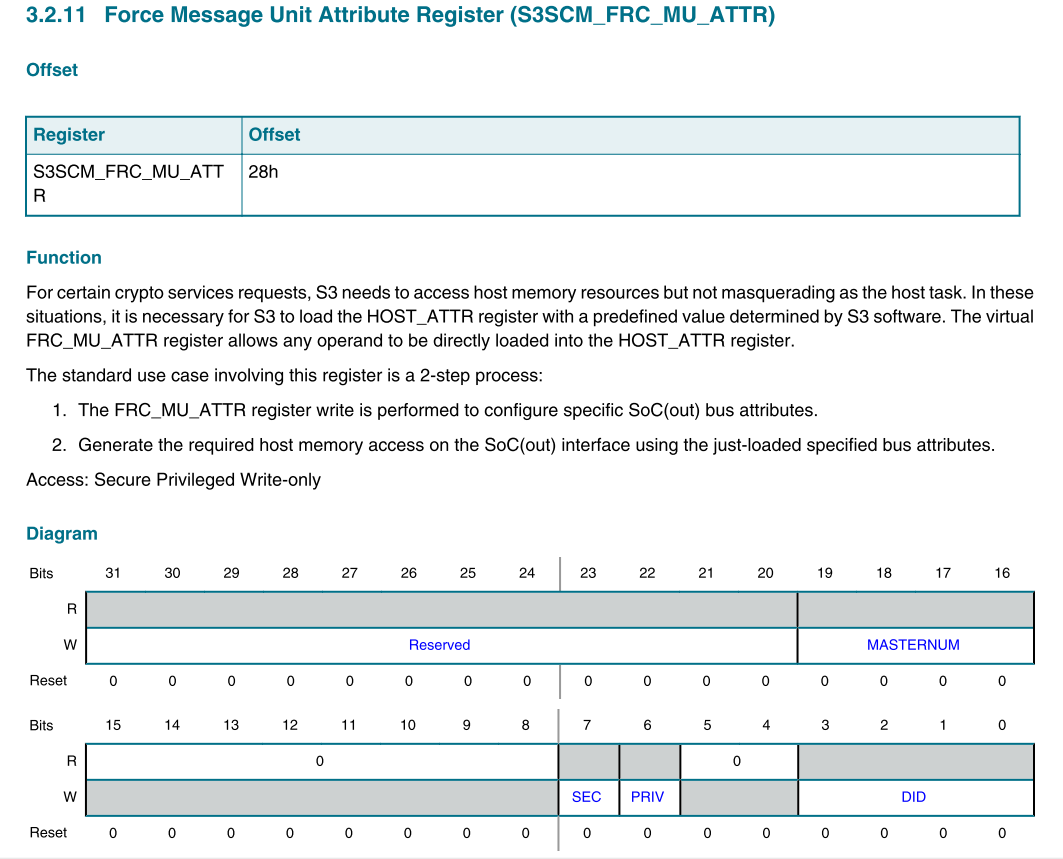 3.2.11 Force Message Unit Attribute Register (S3SCM_FRC_MU_ATTR)
Offset
Register Offset
S3SCM_FRC_MU_ATT 28h
R
Function
For certain crypto services requests, S3 needs to access host memory resources but not masquerading as the host task. In these
situations, it is necessary for S3 to load the HOST_ATTR register with a predefined value determined by S3 software. The virtual
FRC_MU_ATTR register allows any operand to be directly loaded into the HOST_ATTR register.
The standard use case involving this register is a 2-step process:
1. The FRC_MU_ATTR register write is performed to configure specific SoC(out) bus attributes.
2. Generate the required host memory access on the SoC(out) interface using the just-loaded specified bus attributes.
Access: Secure Privileged Write-only
Diagram
Bits 31 30 29 28 27 26 25 24 23 22 21 20 19 18 17 16
R
W Reserved MASTERNUM
Reset 0 0 0 0 0 0 0 0 0 0 0 0 0 0 0 0
Bits 15 14 13 12 11 10 9 8 7 6 5 4 3 2 1 0
R 0 0
W SEC PRIV DID
Reset 0 0 0 0 0 0 0 0 0 0 0 0 0 0 0 0